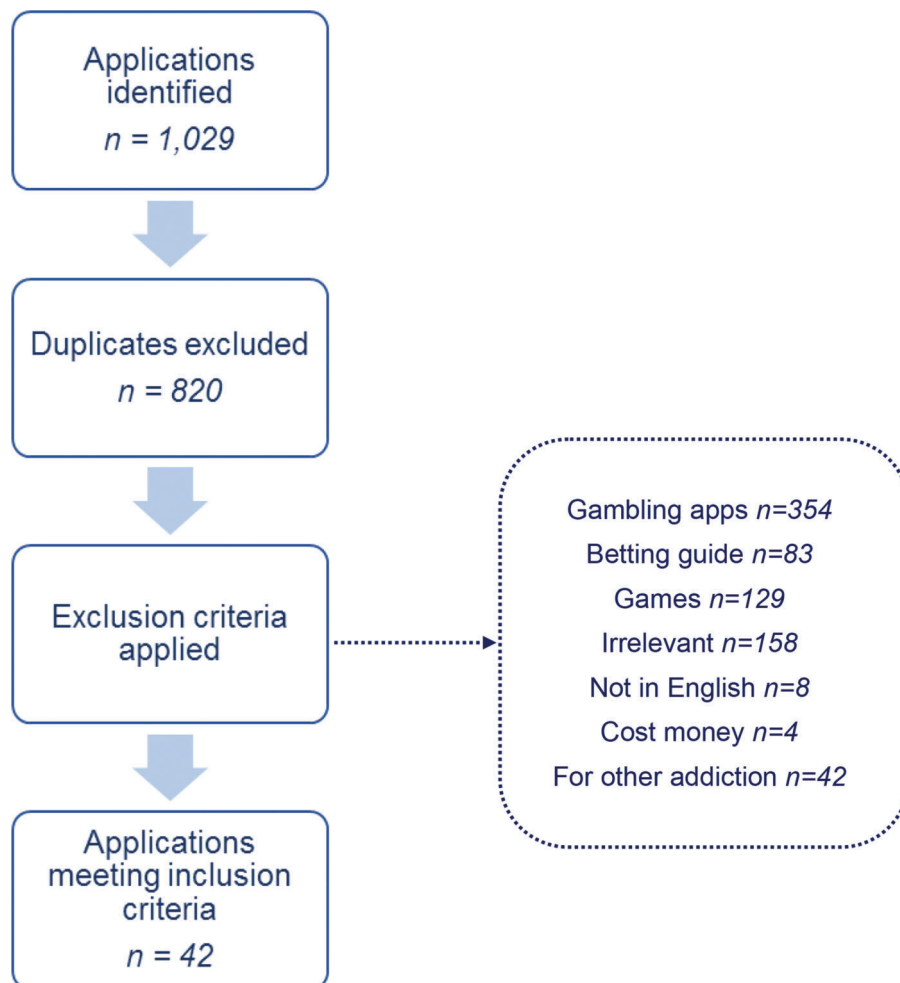 Applications
identified
n = 1,029
Duplicates excluded
n = 820
Exclusion criteria
applied
Gambling apps n=354
Betting guide n=83
Games n=129
Irrelevant n=158
Not in English n=8
Cost money n=4
For other addiction n=42
Applications
meeting inclusion
criteria
n = 42